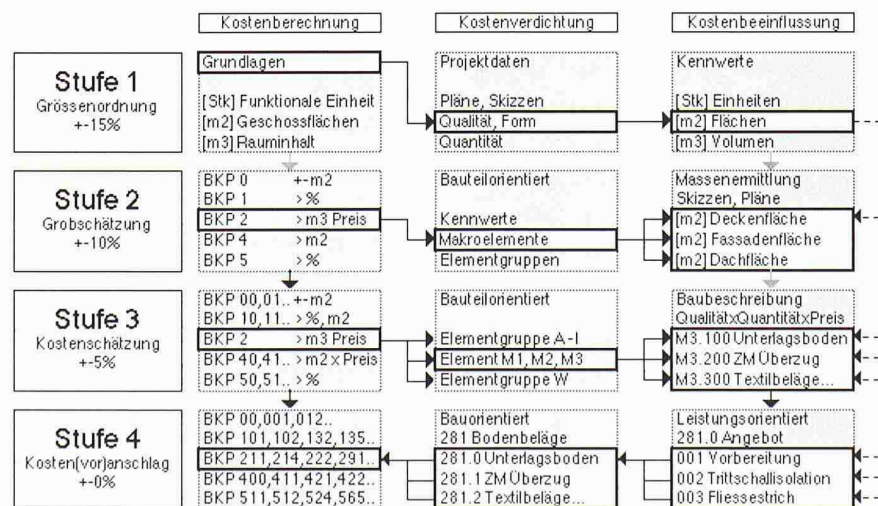 Kostenberechnung
Kostenverdichtung
Kostenbeeinflussung
Stufe 1
Grössenordnung
+-15%
Grundlagen
[Stk] Funktionale Einheit
[m2] Geschossflächen
[m3] Rauminhalt
Projektdaten
Pläne, Skizzen
Qualität, Form
Quantität
Kennwerte
[Stk] Einheiten
[m2] Flächen
[m3] Volumen
Stufe 2
Grobschätzung
+-10%
BKP 0 +-m2
BKP 1 >%
BKP 2 >m3 Preis
BKP 4 >m2
BKP 5 >%
Bauteilorientiert
Kennwerte
Makroelemente
Elementgruppen
Massenermittlung
Skizzen, Pläne
[m2] Deckenfläche
[m2] Fassadenfläche
[m2] Dachfläche
Stufe 3
Kostenschätzung
+-5%
BKP 00,01.. +-m2
BKP 10,11.. >%, m2
BKP 2 >m3 Preis
BKP 40,41.. >m2 x Preis
BKP 50,51.. >%
Bauteilorientiert
Elementgruppe A-I
Element M1, M2, M3
Elementgruppe W
Baubeschreibung
QualitätxQuantitätxPreis
M3.100 Unterlagsboden
M3.200 ZM Überzug
M3.300 Textilbeläge...
Stufe 4
Kosten(vor)anschlag
+-0%
BKP 00,001,012..
BKP 101,102,132,135..
BKP 211,214,222,291..
BKP 400,411,421,422..
BKP 511,512,524,565..
Bauorientiert
281 Bodenbeläge
281.0 Unterlagsboden
281.1 ZM Überzug
281.2 Textilbeläge...
Leistungsorientiert
281.0 Angebot
001 Vorbereitung
002 Trittschallisolation
003 Fliessestrich